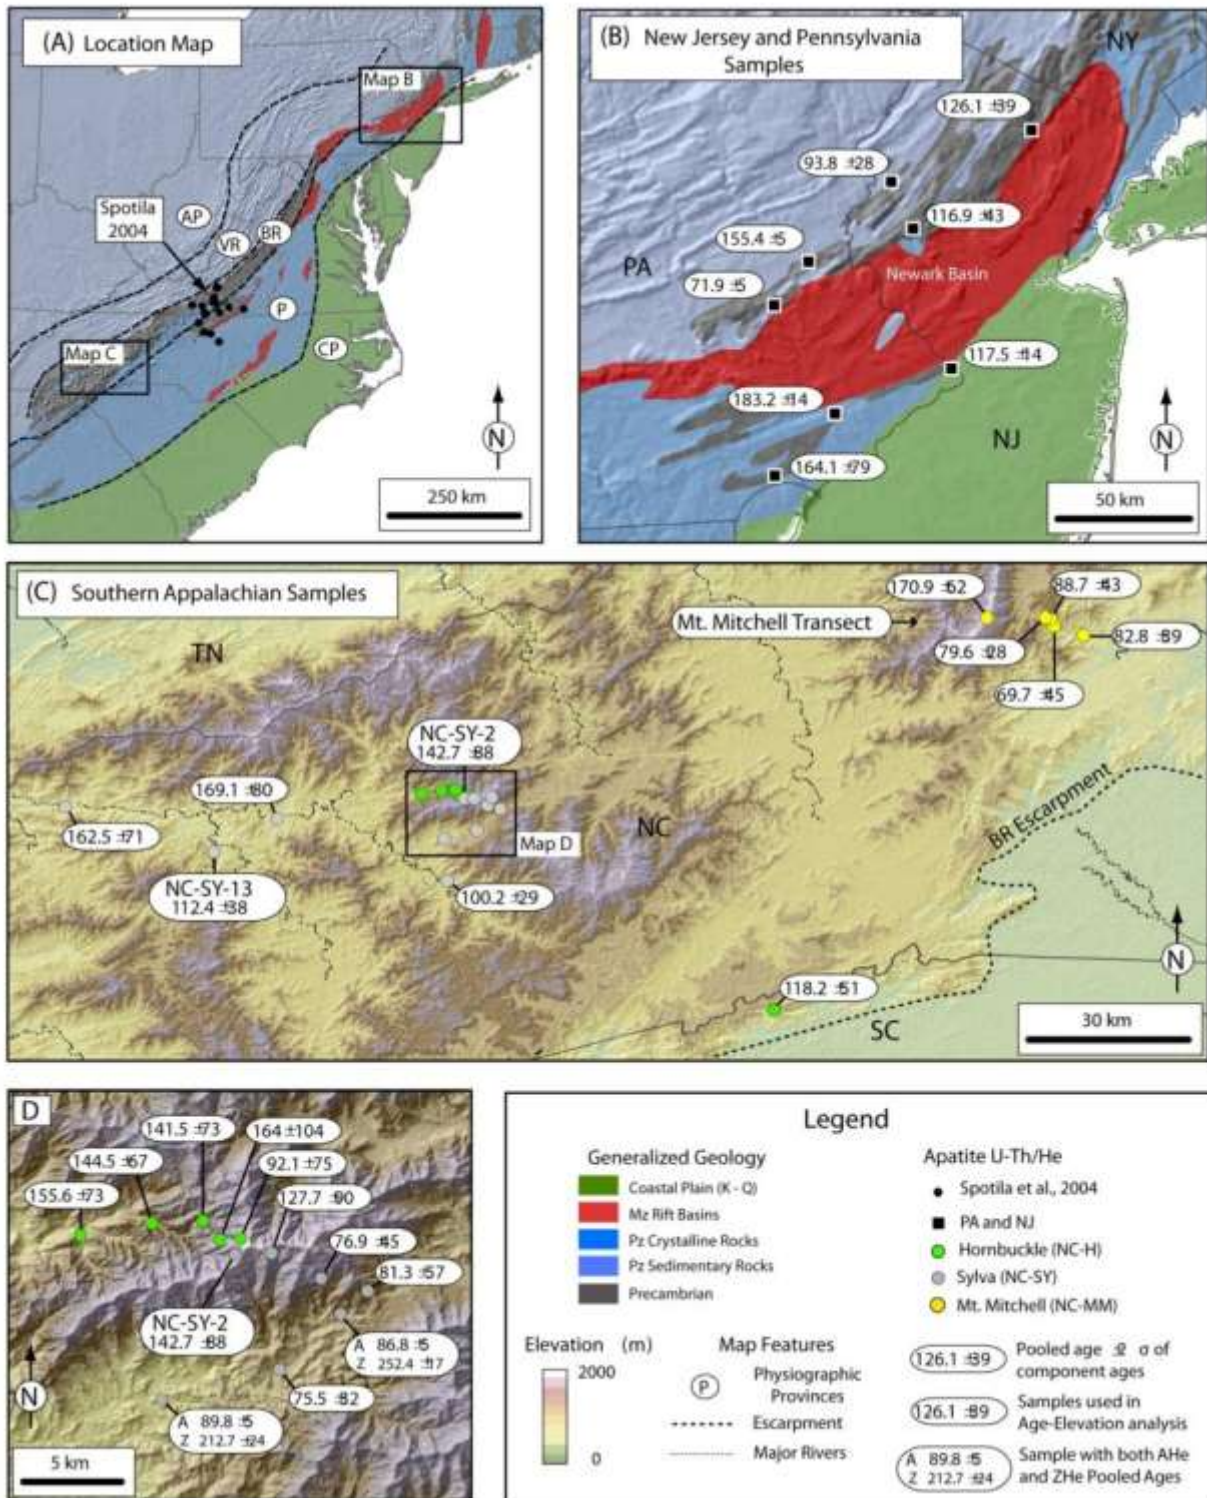 (A) Location Map
Map B
Spotila
2004
AP
VR
BR
P
CP
Map C
N
250 km
(B) New Jersey and Pennsylvania
Samples
NY
126.1 ±39
93.8 ±28
116.9 ±43
155.4 ±5
PA
71.9 ±5
Newark Basin
117.5 ±14
183.2 ±14
NJ
164.1 ±79
N
50 km
(C) Southern Appalachian Samples
TN
Mt. Mitchell Transect
170.9 ±62
88.7 ±43
79.6 ±28
82.8 ±39
69.7 ±45
NC-SY-2
142.7 ±88
169.1 ±80
162.5 ±71
NC
Map D
BR Escarpment
NC-SY-13
112.4 ±38
100.2 ±29
118.2 ±51
SC
N
30 km
D
141.5 ±73
164 ±104
144.5 ±67
92.1 ±75
155.6 ±73
127.7 ±90
76.9 ±45
81.3 ±57
NC-SY-2
142.7 ±88
A 86.8 ±5
Z 252.4 ±17
75.5 ±32
A 89.8 ±5
Z 212.7 ±24
N
5 km
Legend
Generalized Geology
Coastal Plain (K - Q)
Mz Rift Basins
Pz Crystalline Rocks
Pz Sedimentary Rocks
Precambrian
Apatite U-Th/He
Spotila et al., 2004
PA and NJ
Hornbuckle (NC-H)
Sylva (NC-SY)
Mt. Mitchell (NC-MM)
Elevation (m)
2000
0
Map Features
P Physiographic
Provinces
Escarpment
Major Rivers
126.1 ±39 Pooled age ±2 σ of
component ages
126.1 ±39 Samples used in
Age-Elevation analysis
A 89.8 ±5 Sample with both AHe
Z 212.7 ±24 and ZHe Pooled Ages